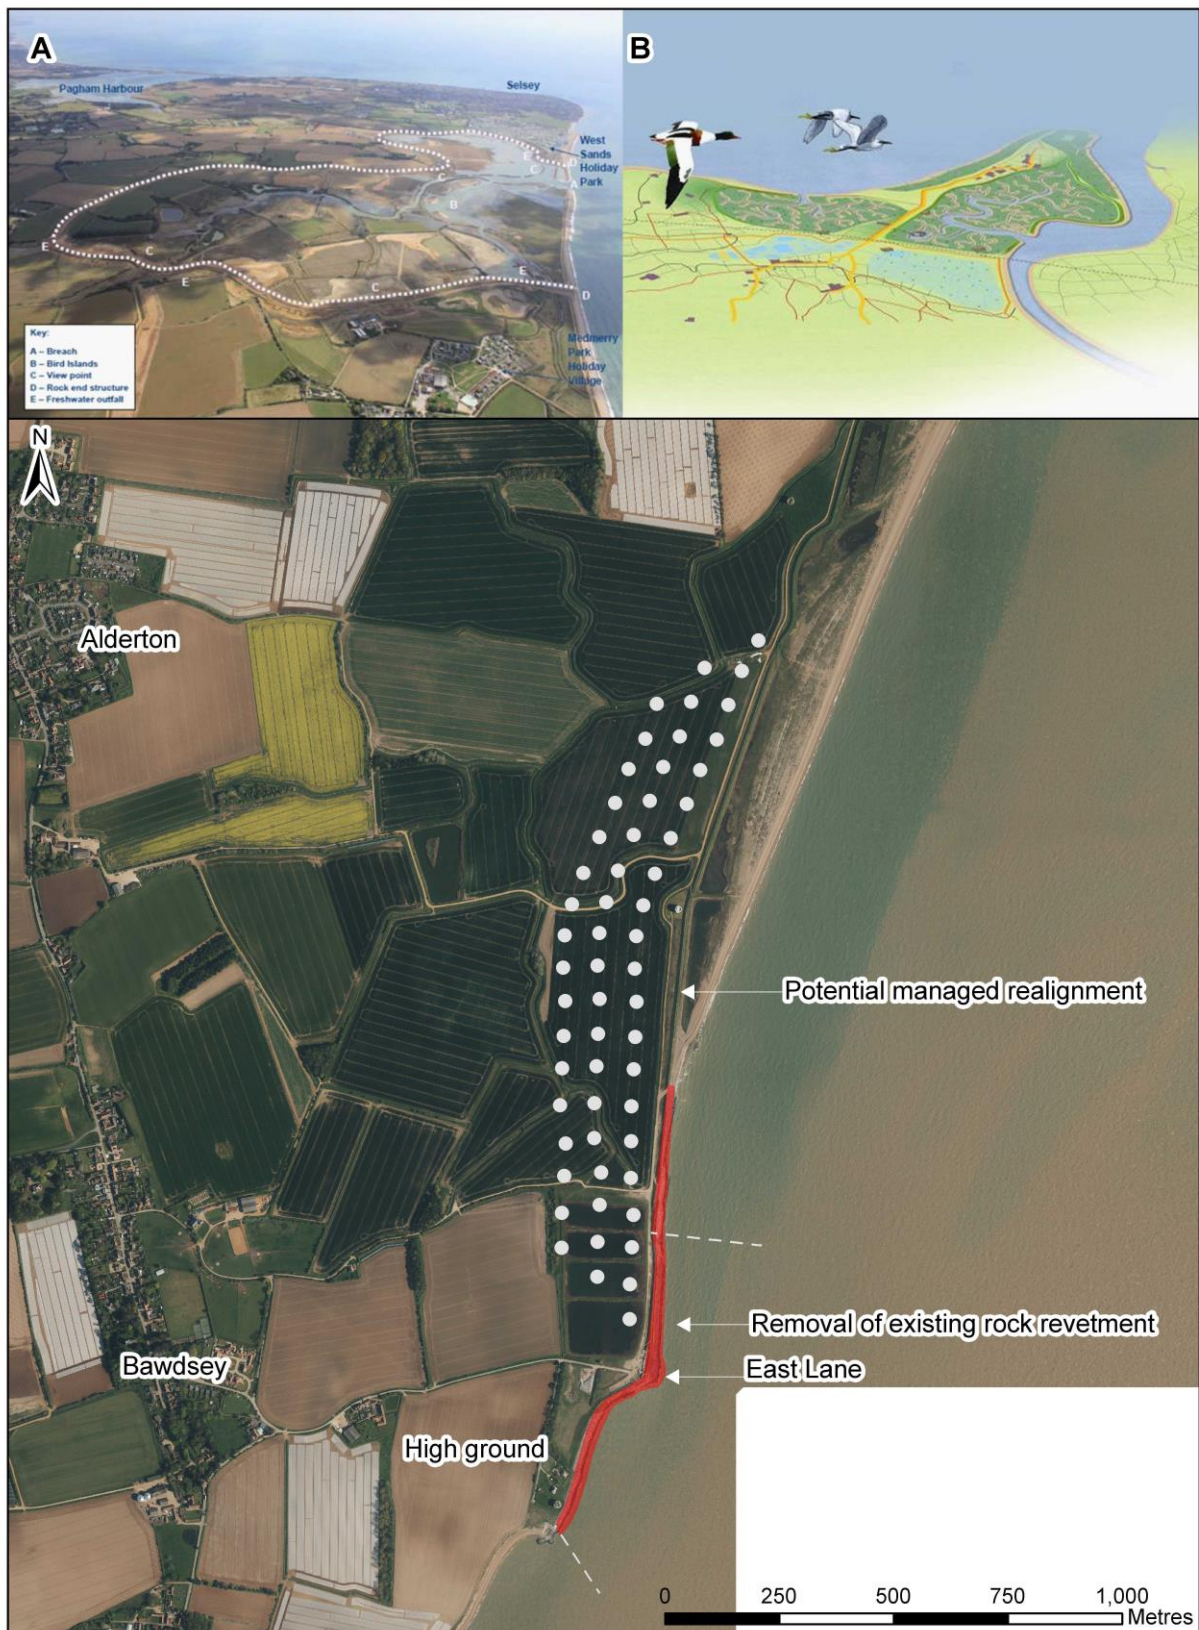 A
B
Pagham Harbour
Selsey
West
Sands
Holiday
Park
E
C
D
A
C
B
E
C
E
E
C
D
Medmerry
Park
Holiday
Village
Key:
A – Breach
B – Bird Islands
C – View point
D – Rock end structure
E – Freshwater outfall
N
Alderton
Potential managed realignment
Removal of existing rock revetment
Bawdsey
East Lane
High ground
0 250 500 750 1,000
Metres